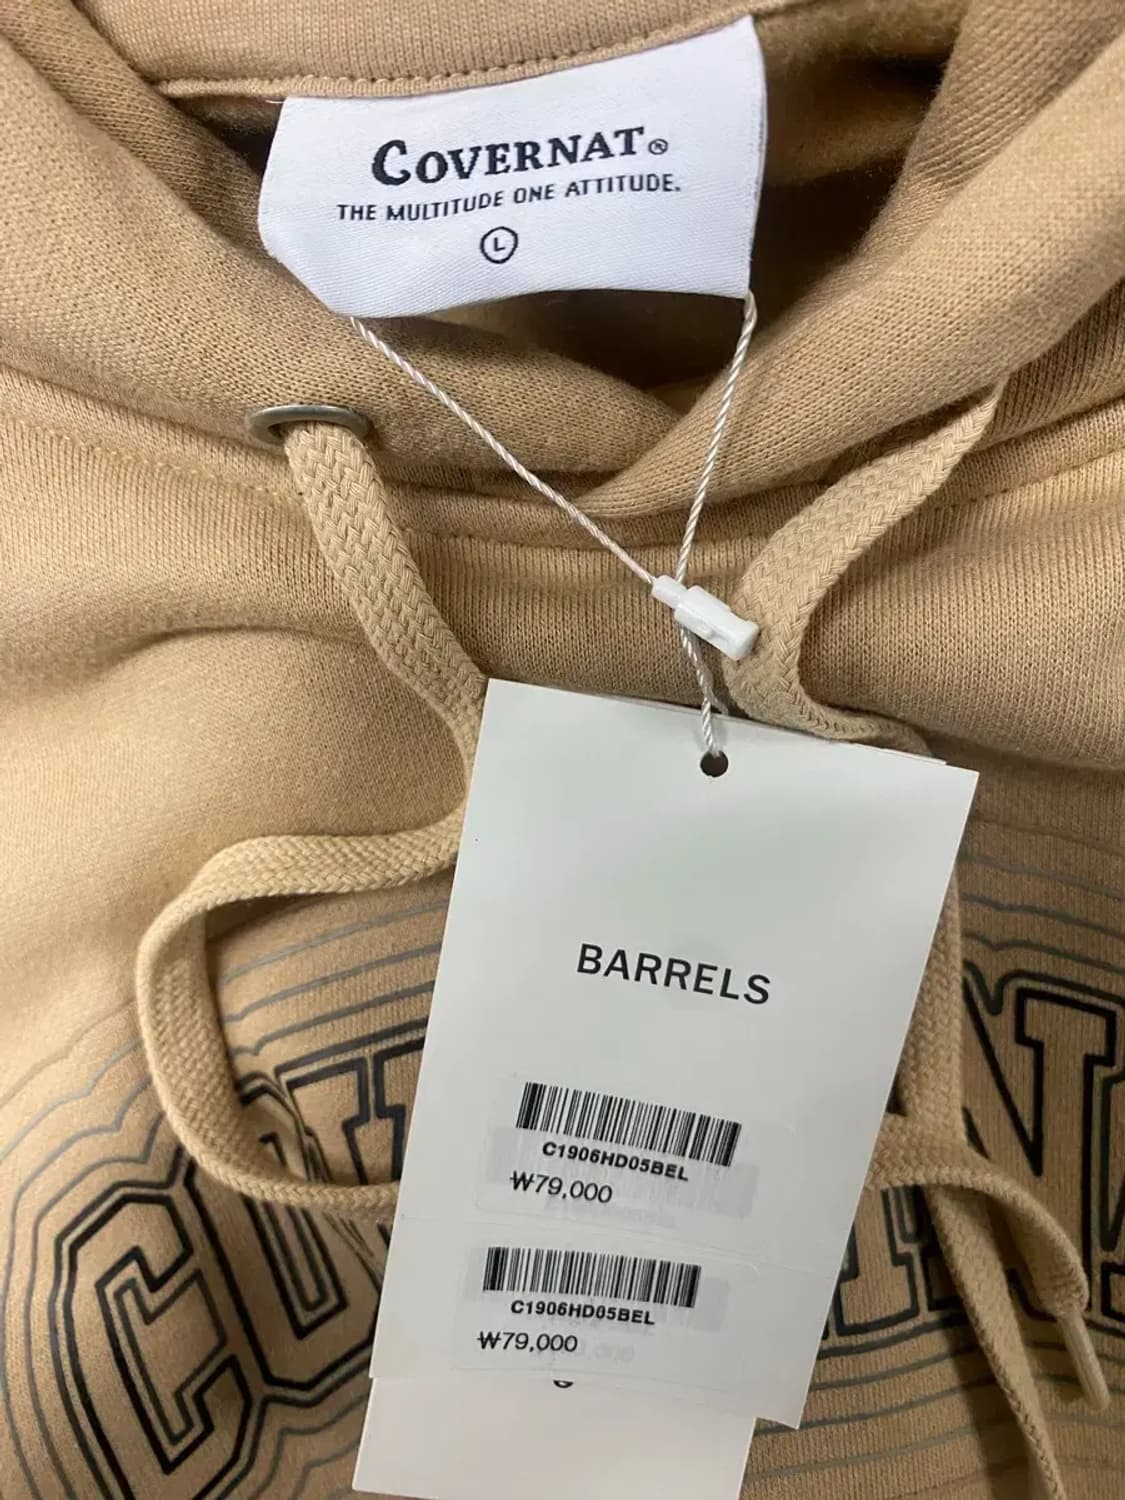 COVERNAT®
THE MULTITUDE ONE ATTITUDE.
L
BARRELS
C1906HD05BEL
₩79,000
C1906HD05BEL
₩79,000